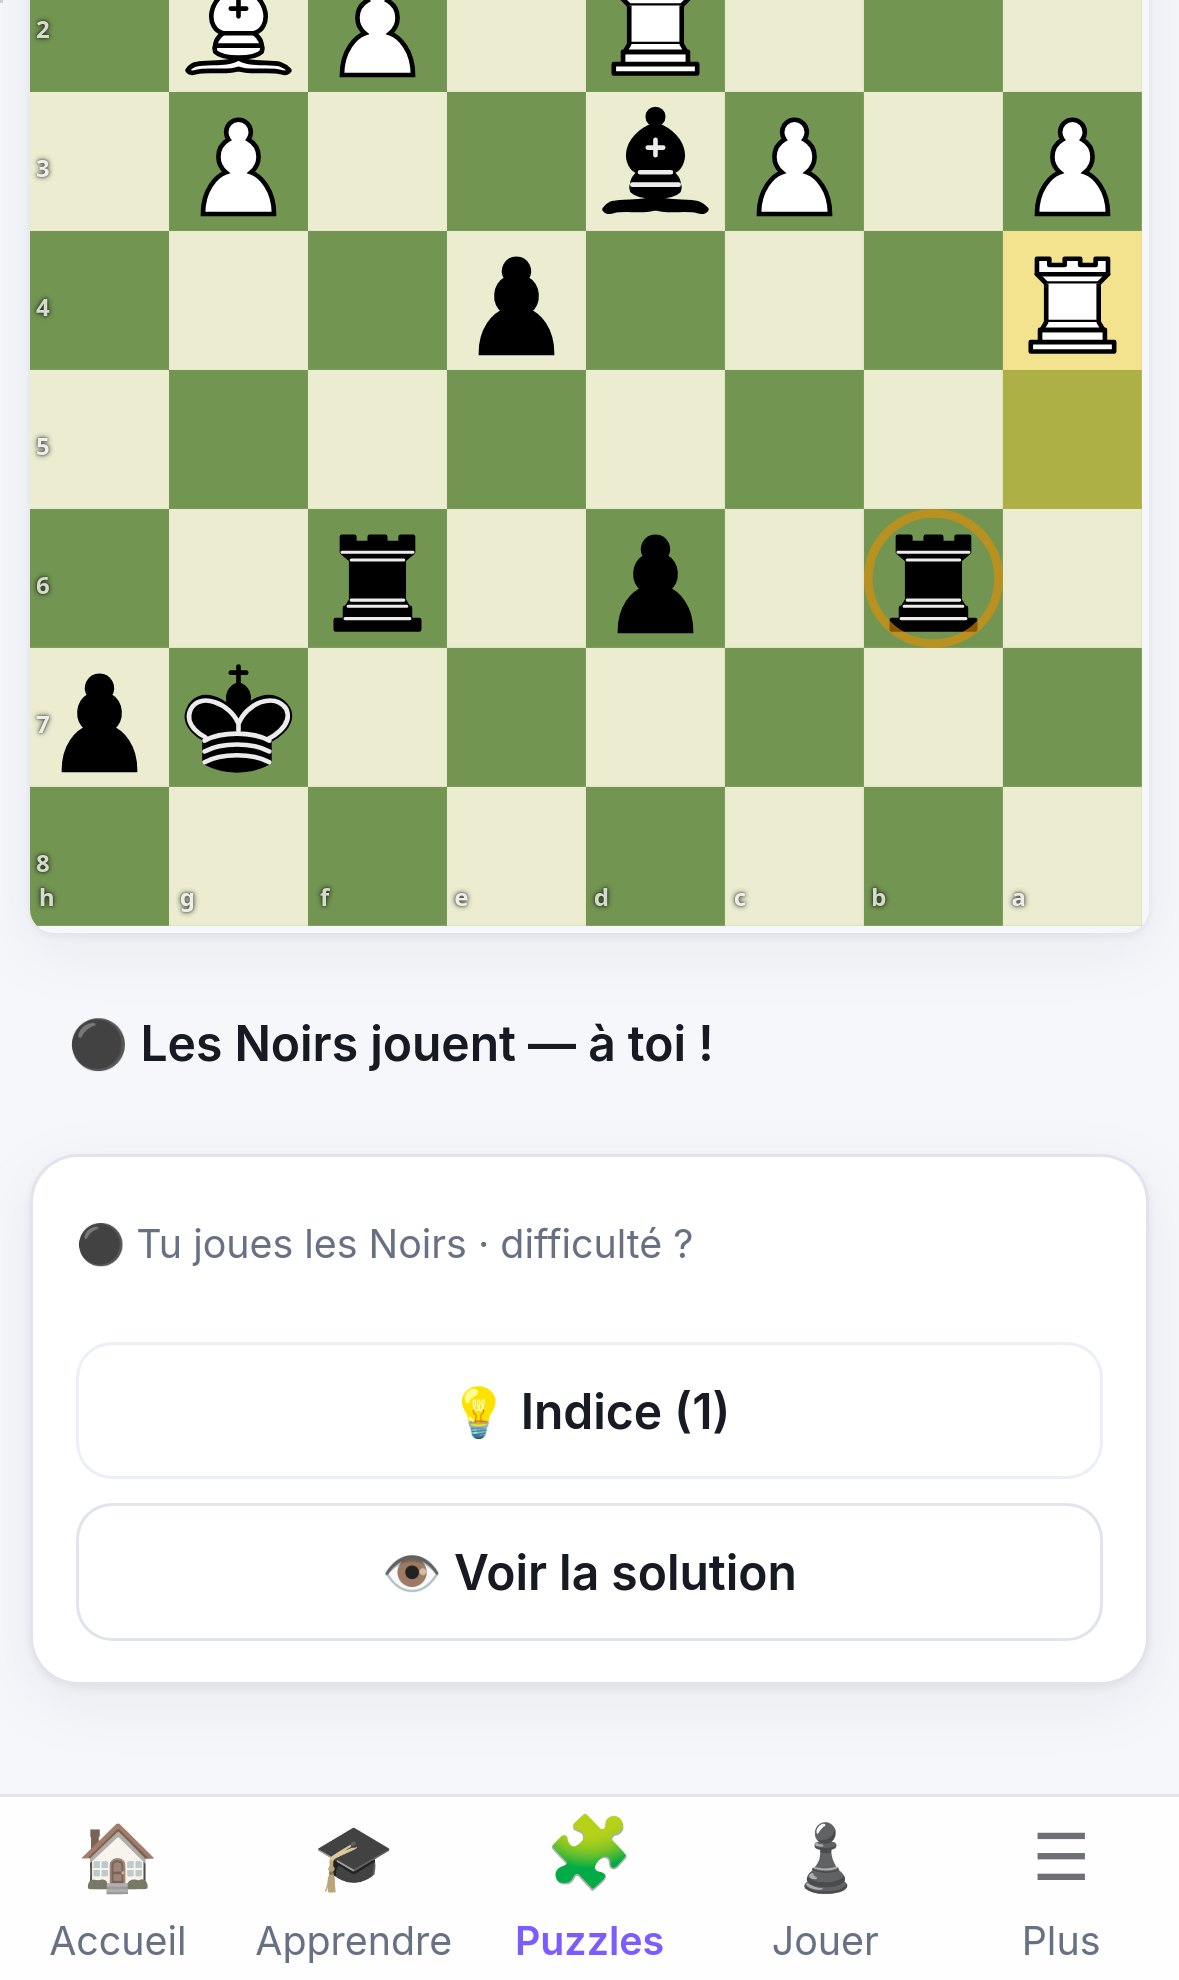 2
3
4
5
6
7
8
h g f e d c b a
Les Noirs jouent — à toi !
Tu joues les Noirs · difficulté ?
Indice (1)
Voir la solution
Accueil Apprendre Puzzles Jouer Plus